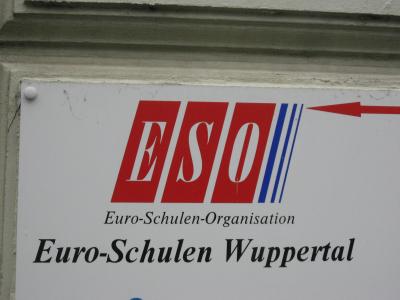 ESO
Euro-Schulen-Organisation
Euro-Schulen Wuppertal